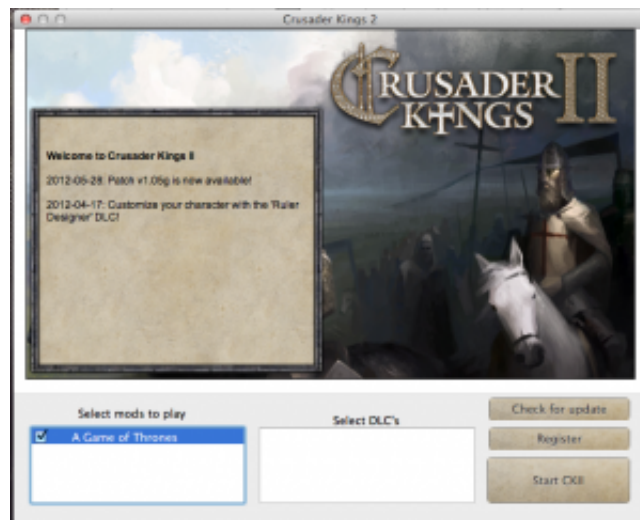 Crusader Kings 2
CRUSADER II
KINGS
Welcome to Crusader Kings II
2012-05-28: Patch v1.05g is now available!
2012-04-17: Customize your character with the 'Ruler
Designer' DLC!
Select mods to play
A Game of Thrones
Select DLC's
Check for update
Register
Start CKII